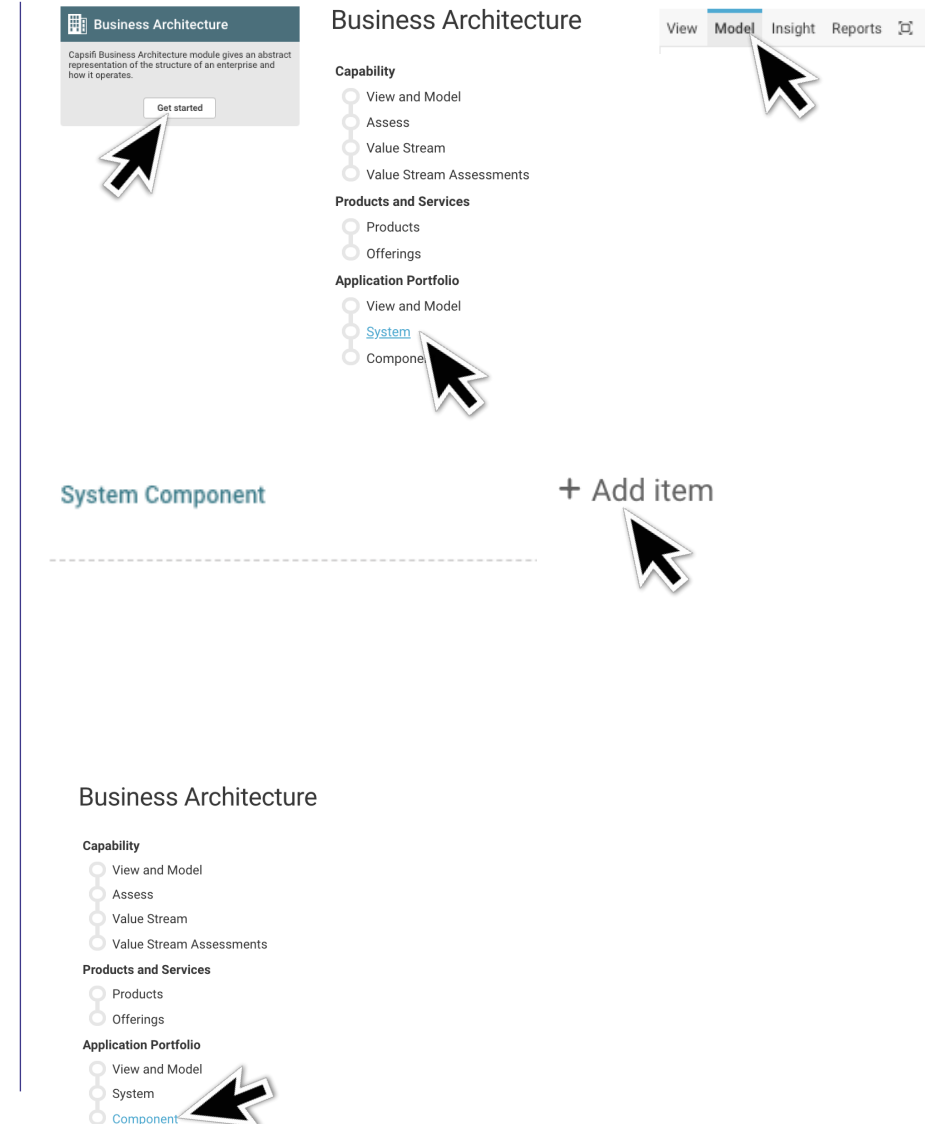 Business Architecture
Capsifi Business Architecture module gives an abstract
representation of the structure of an enterprise and
how it operates.
Get started
Business Architecture
Capability
View and Model
Assess
Value Stream
Value Stream Assessments
Products and Services
Products
Offerings
Application Portfolio
View and Model
System
View Model Insight Reports
System Component
+ Add item
Business Architecture
Capability
View and Model
Assess
Value Stream
Value Stream Assessments
Products and Services
Products
Offerings
Application Portfolio
View and Model
System
Component